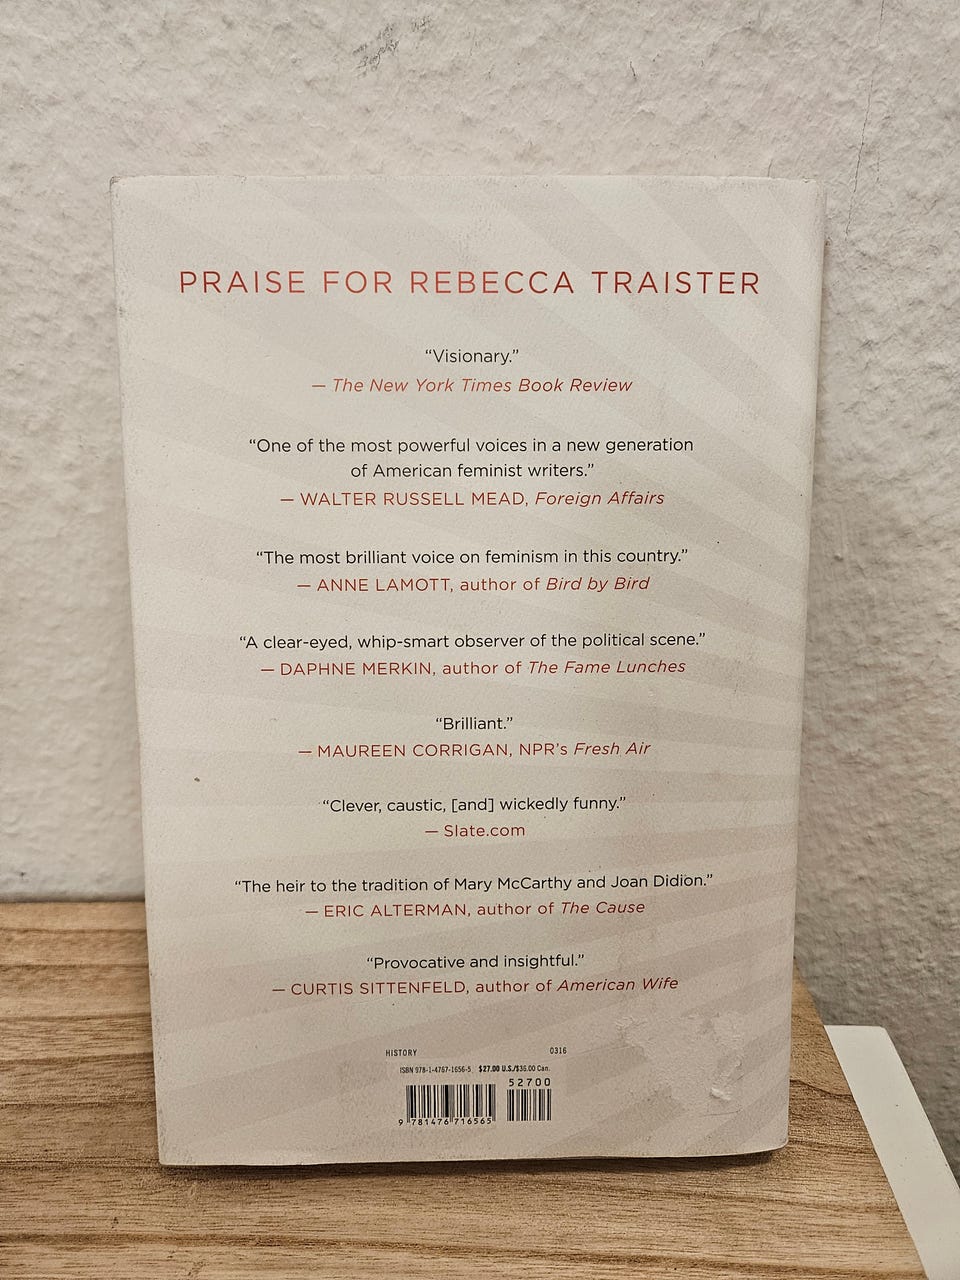 PRAISE FOR REBECCA TRAISTER
“Visionary.”
— The New York Times Book Review
“One of the most powerful voices in a new generation
of American feminist writers.”
— WALTER RUSSELL MEAD, Foreign Affairs
“The most brilliant voice on feminism in this country.”
— ANNE LAMOTT, author of Bird by Bird
“A clear-eyed, whip-smart observer of the political scene.”
— DAPHNE MERKIN, author of The Fame Lunches
“Brilliant.”
— MAUREEN CORRIGAN, NPR’s Fresh Air
“Clever, caustic, [and] wickedly funny.”
— Slate.com
“The heir to the tradition of Mary McCarthy and Joan Didion.”
— ERIC ALTERMAN, author of The Cause
“Provocative and insightful.”
— CURTIS SITTENFELD, author of American Wife
HISTORY 0316
ISBN 978-1-4767-1656-5 $27.00 U.S./$36.00 Can.
52700
9 781476 716565